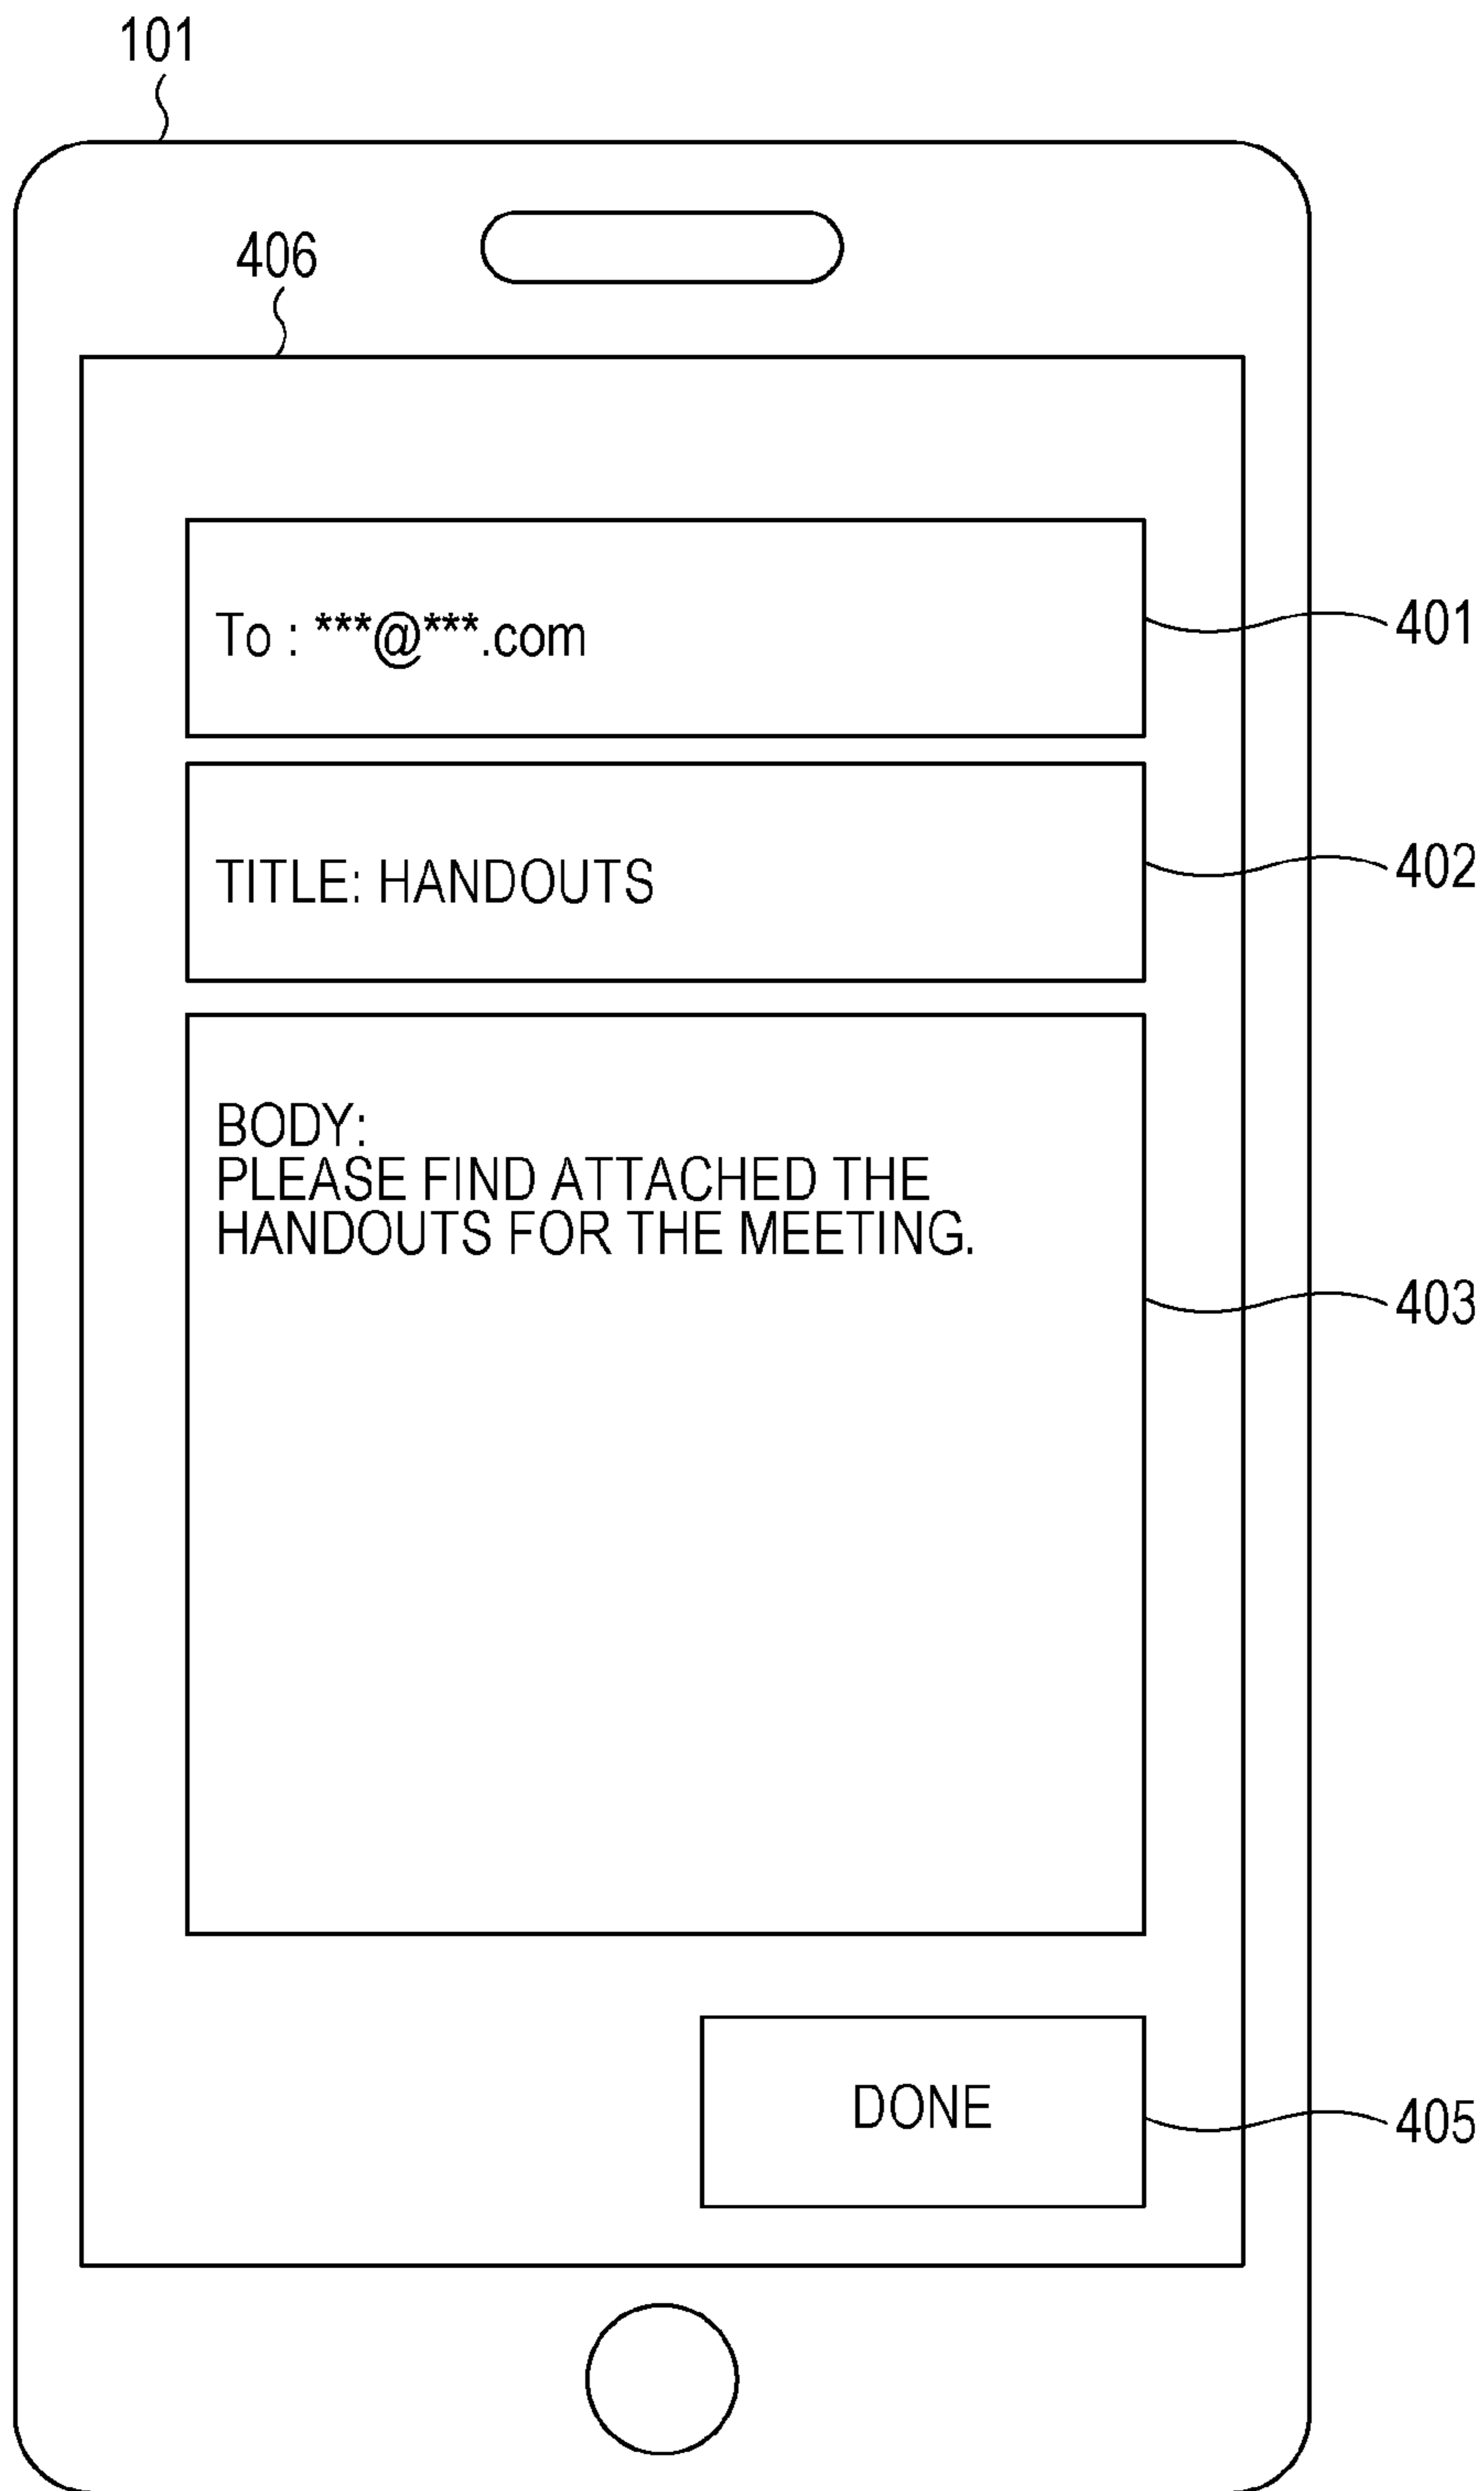 101
406
To : ***@***.com
401
TITLE: HANDOUTS
402
BODY:
PLEASE FIND ATTACHED THE
HANDOUTS FOR THE MEETING.
403
DONE
405